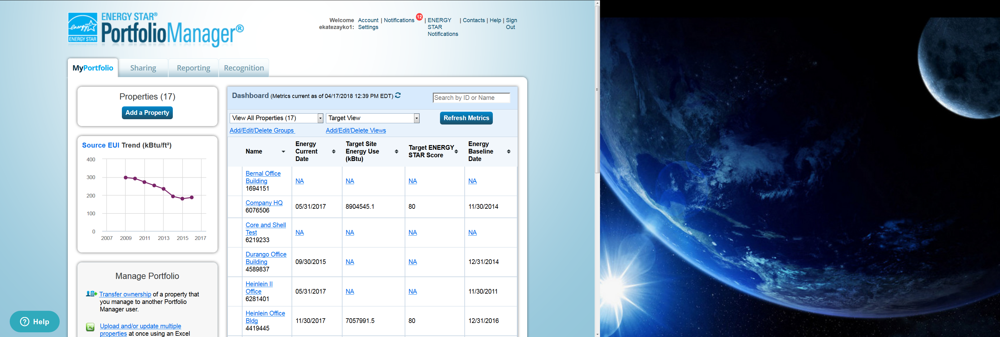 ENERGY STAR®
PortfolioManager®
energy
ENERGY STAR
Welcome ekatezayko1:
Account Settings | Notifications 12 | ENERGY STAR Notifications | Contacts | Help | Sign Out
MyPortfolio
Sharing
Reporting
Recognition
Properties (17)
Add a Property
Source EUI Trend (kBtu/ft²)
400
300
200
100
0
2007 2009 2011 2013 2015 2017
Manage Portfolio
Transfer ownership of a property that
you manage to another Portfolio
Manager user.
Upload and/or update multiple
properties at once using an Excel
Help
Dashboard (Metrics current as of 04/17/2018 12:39 PM EDT)
Search by ID or Name
View All Properties (17)
Target View
Refresh Metrics
Add/Edit/Delete Groups
Add/Edit/Delete Views
Name
Energy Current Date
Target Site Energy Use (kBtu)
Target ENERGY STAR Score
Energy Baseline Date
Bernal Office Building 1694151 NA NA NA NA
Company HQ 6076506 05/31/2017 8904545.1 80 11/30/2014
Core and Shell Test 6219233 NA NA NA NA
Durango Office Building 4589837 09/30/2015 NA NA 12/31/2014
Heinlein II Office 6281401 05/31/2017 NA NA 11/30/2011
Heinlein Office Bldg 4419445 11/30/2017 7057991.5 80 12/31/2016